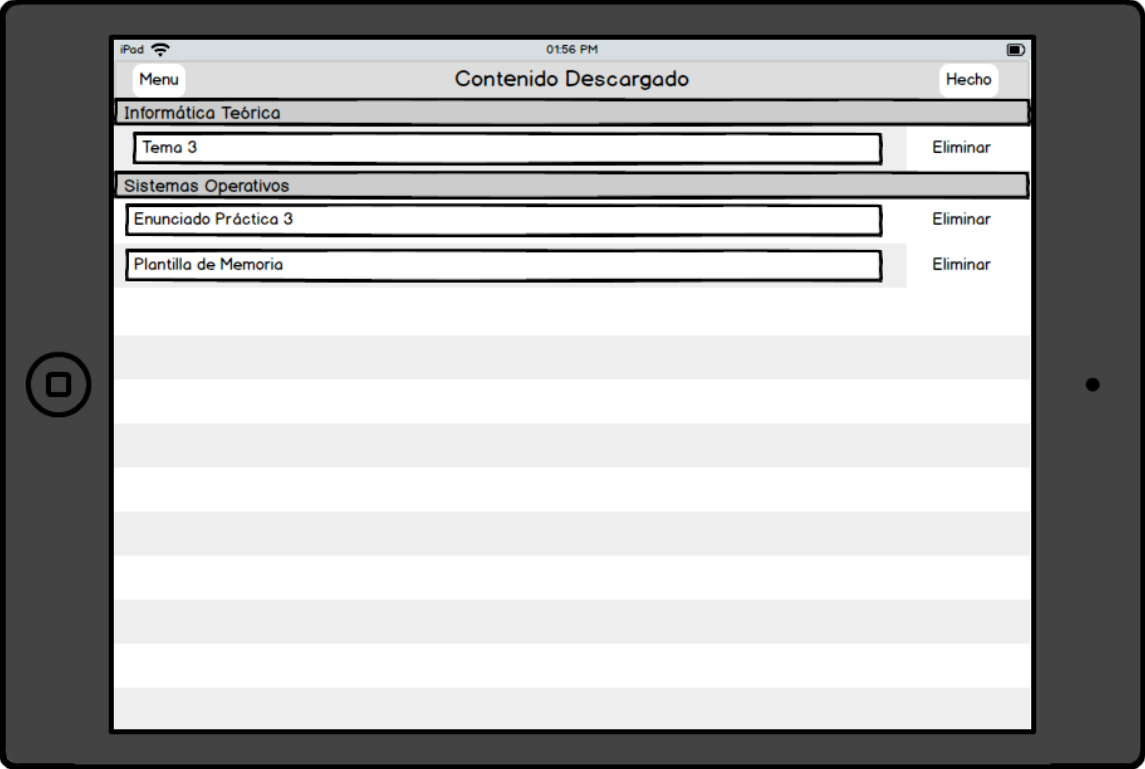 iPad 01:56 PM
Menu Contenido Descargado Hecho
Informática Teórica
Tema 3 Eliminar
Sistemas Operativos
Enunciado Práctica 3 Eliminar
Plantilla de Memoria Eliminar